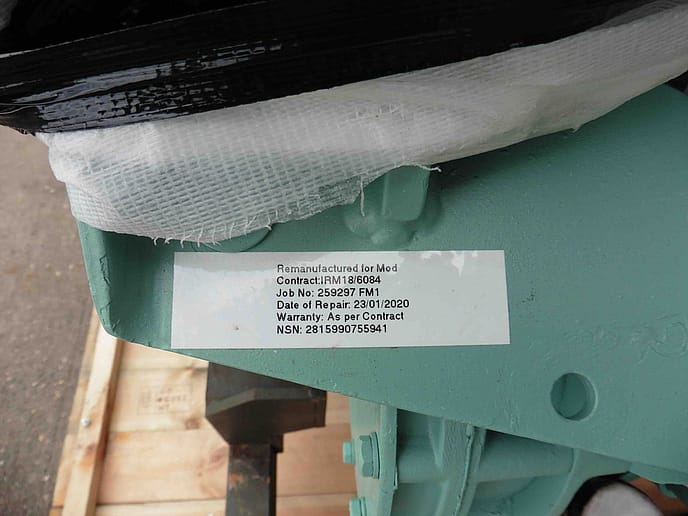 Remanufactured for Mod
Contract:IRM18/6084
Job No: 259297 FM1
Date of Repair: 23/01/2020
Warranty: As per Contract
NSN: 2815990755941